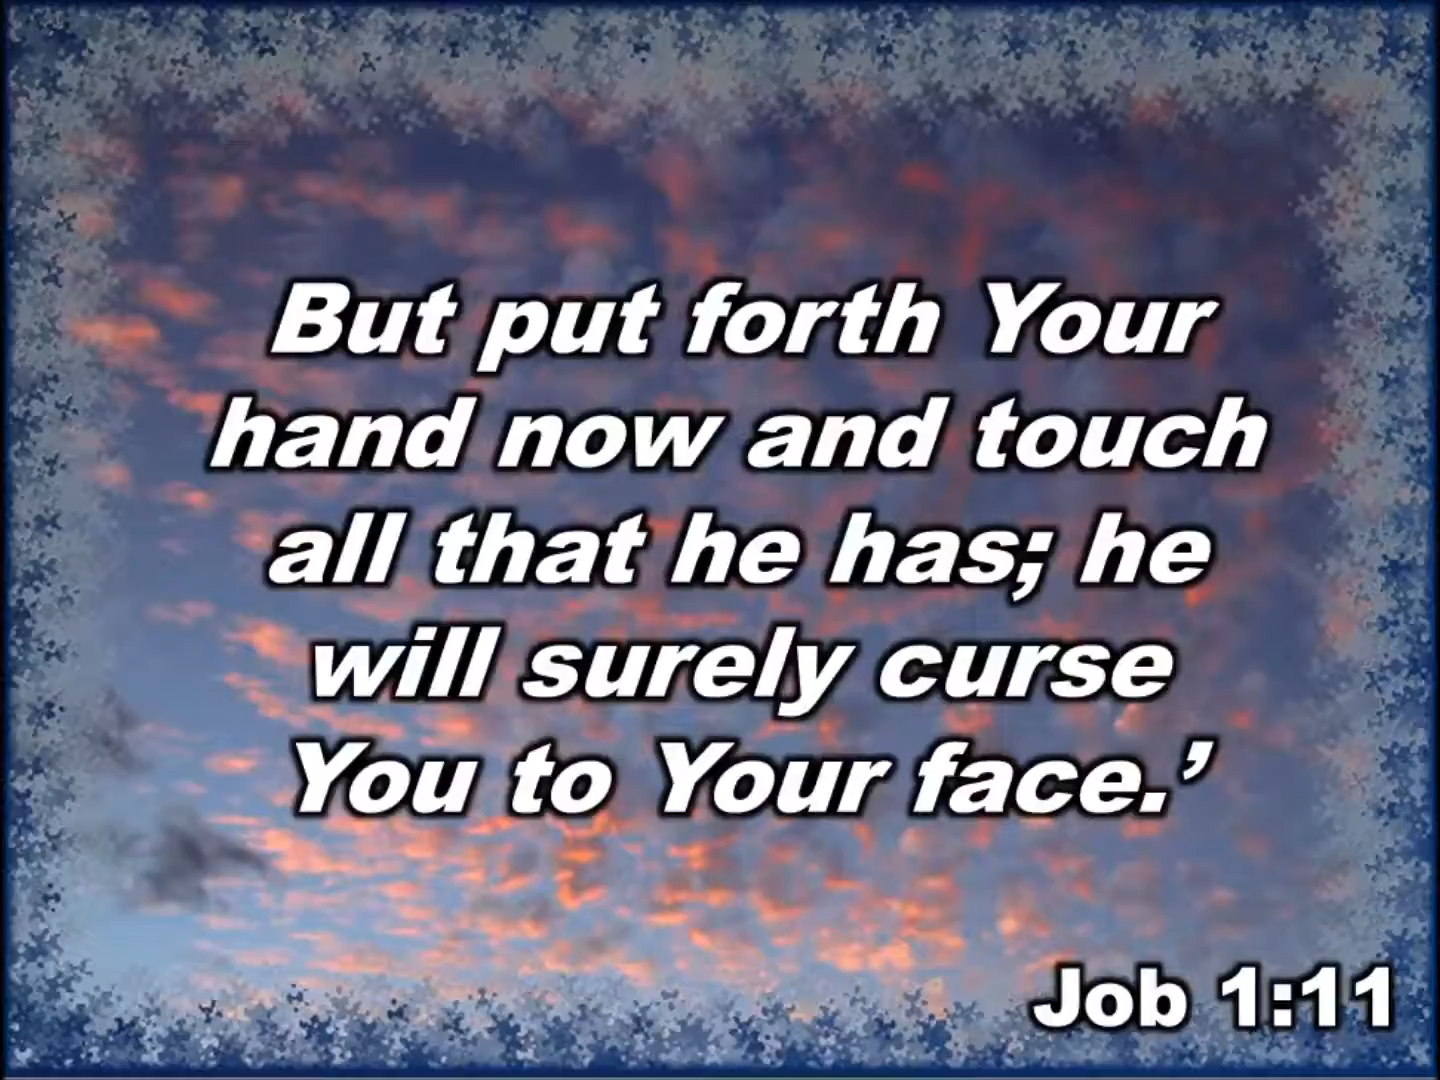 But put forth Your
hand now and touch
all that he has; he
will surely curse
You to Your face.’
Job 1:11